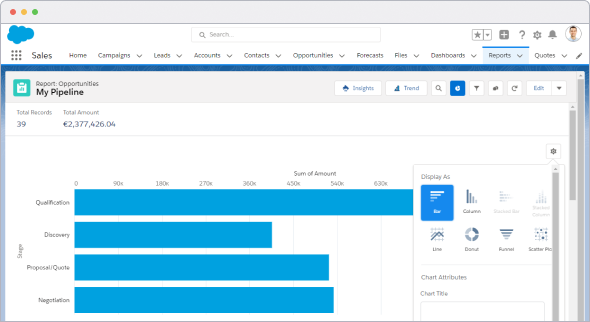 Search...
Sales Home Campaigns Leads Accounts Contacts Opportunities Forecasts Files Dashboards Reports Quotes
Report: Opportunities
My Pipeline
Insights Trend Edit
Total Records Total Amount
39 €2,377,426.04
Sum of Amount
0 90k 180k 270k 360k 450k 540k 630k
Stage
Qualification
Discovery
Proposal/Quote
Negotiation
Display As
Bar Column Stacked Bar Stacked Column
Line Donut Funnel Scatter Plo
Chart Attributes
Chart Title